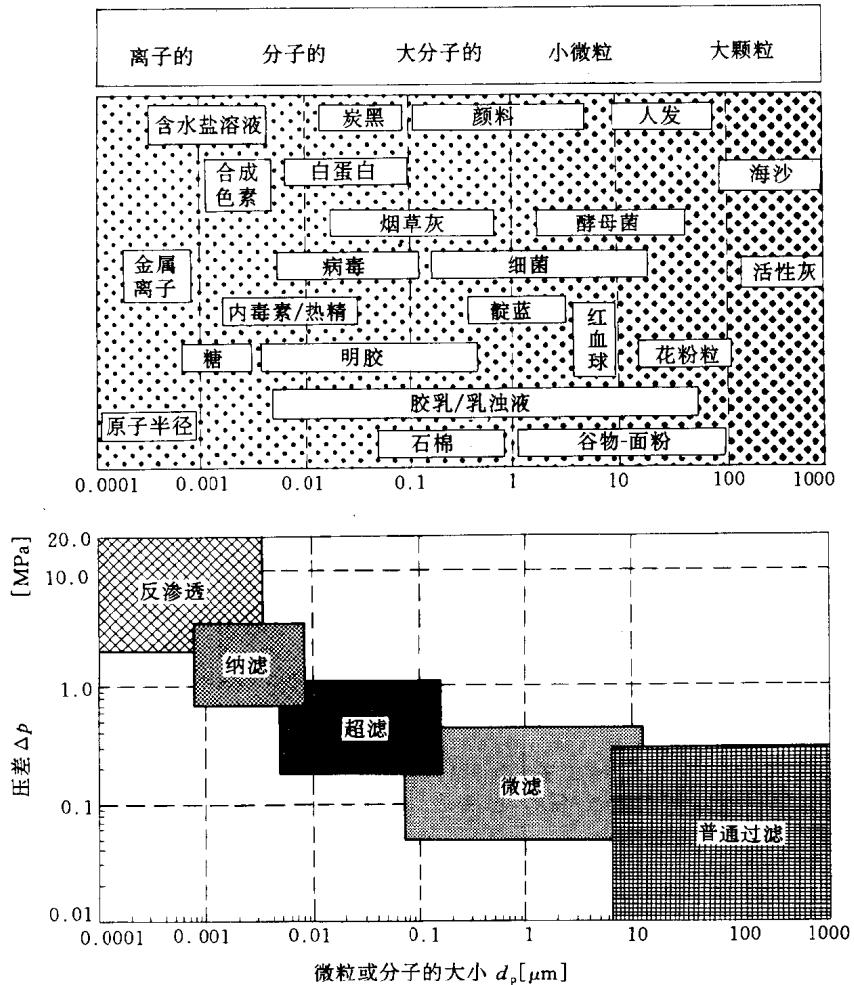 离子的 分子的 大分子的 小微粒 大颗粒
含水盐溶液 炭黑 颜料 人发
合成
色素
白蛋白 海沙
烟草灰 酵母菌
金属
离子
病毒 细菌 活性灰
内毒素/热精 靛蓝
红
血
球
糖 明胶 花粉粒
胶乳/乳浊液
原子半径
石棉 谷物-面粉
0.0001 0.001 0.01 0.1 1 10 100 1000
[MPa]
压差 Δp
20.0
10.0
1.0
0.1
0.01
反渗透
纳滤
超滤
微滤
普通过滤
0.0001 0.001 0.01 0.1 1 10 100 1000
微粒或分子的大小 dp[μm]